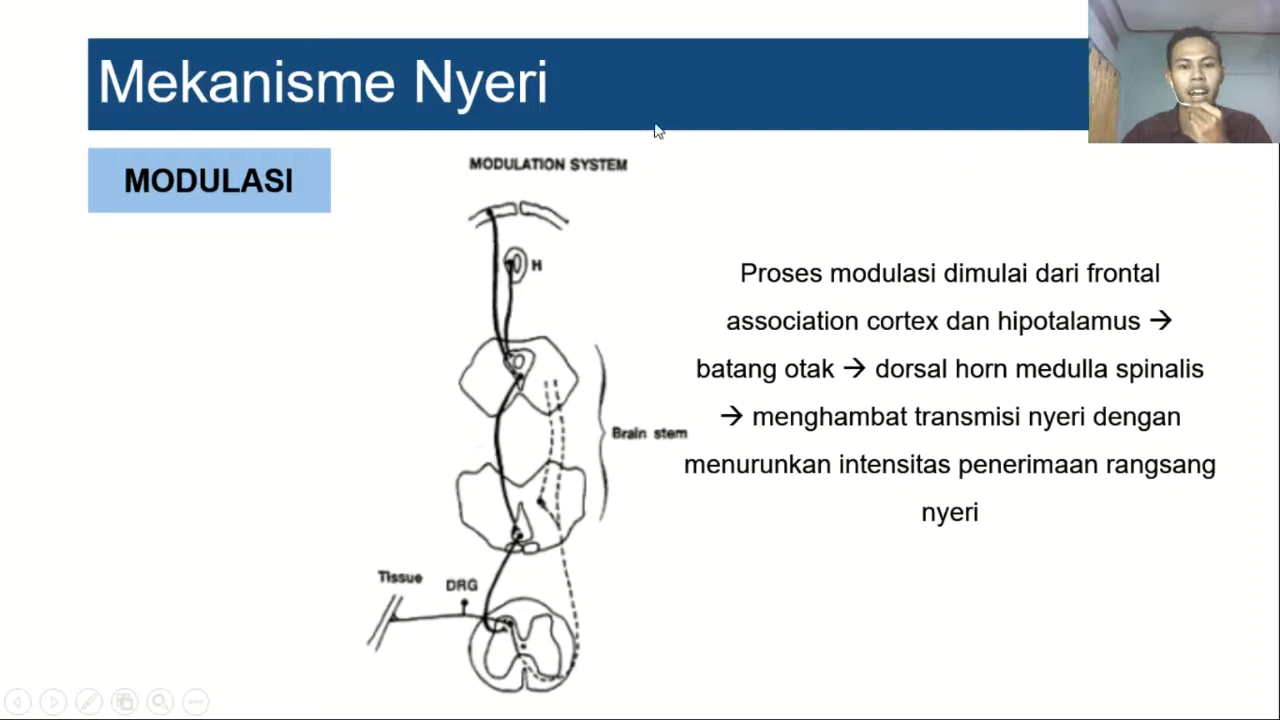 Mekanisme Nyeri
MODULASI
MODULATION SYSTEM
H
Brain stem
Tissue
DRG
Proses modulasi dimulai dari frontal
association cortex dan hipotalamus →
batang otak → dorsal horn medulla spinalis
→ menghambat transmisi nyeri dengan
menurunkan intensitas penerimaan rangsang
nyeri